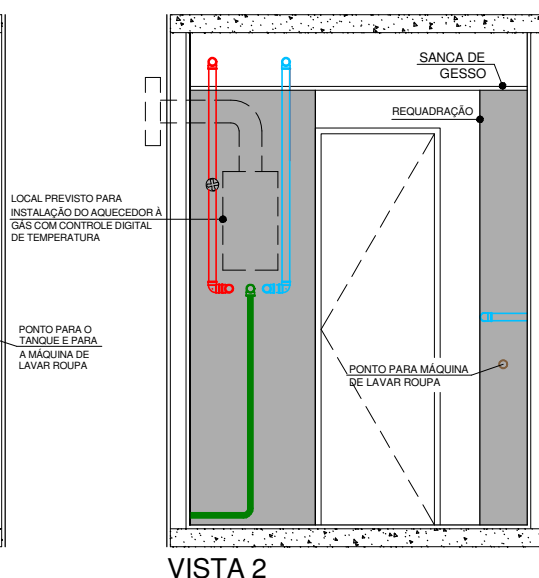 SANCA DE
GESSO
REQUADRAÇÃO
LOCAL PREVISTO PARA
INSTALAÇÃO DO AQUECEDOR À
GÁS COM CONTROLE DIGITAL
DE TEMPERATURA
PONTO PARA O
TANQUE E PARA
A MÁQUINA DE
LAVAR ROUPA
PONTO PARA MÁQUINA
DE LAVAR ROUPA
VISTA 2